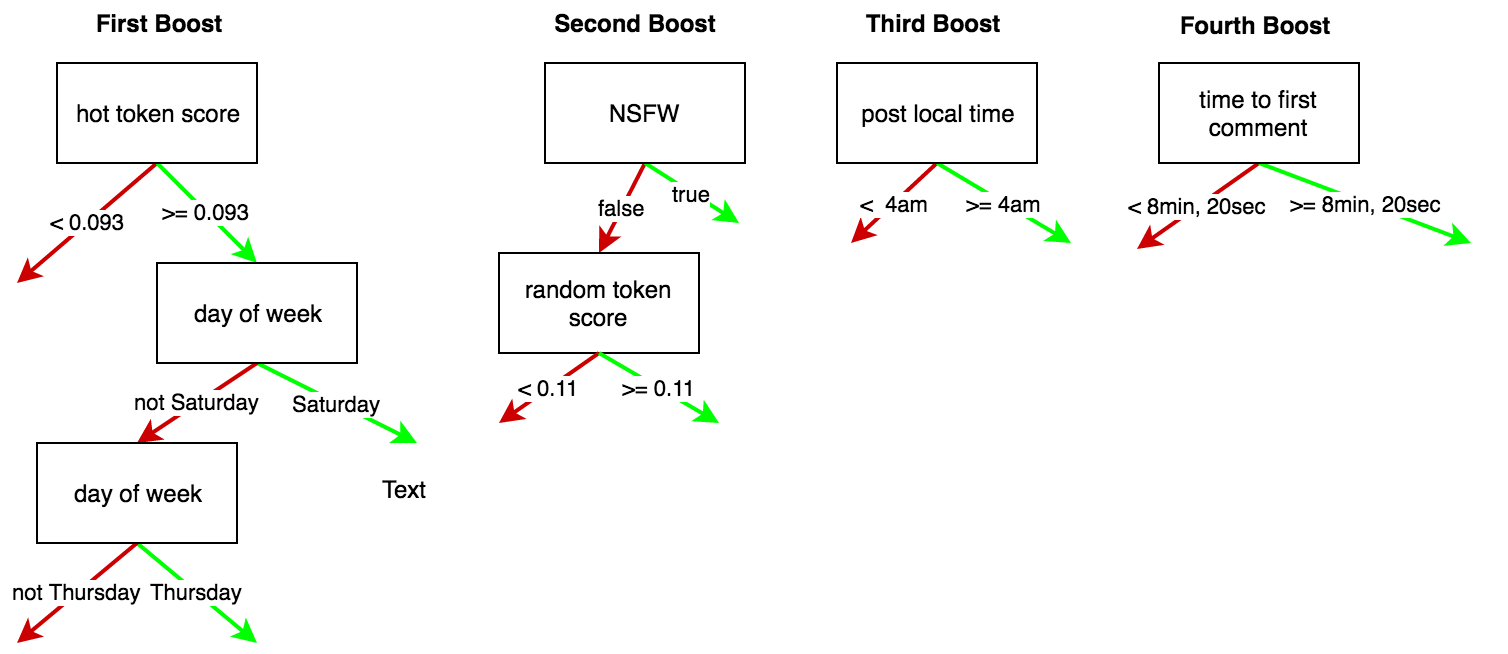 First Boost
hot token score
< 0.093
>= 0.093
day of week
not Saturday
Saturday
Text
day of week
not Thursday
Thursday
Second Boost
NSFW
false
true
random token
score
< 0.11
>= 0.11
Third Boost
post local time
< 4am
>= 4am
Fourth Boost
time to first
comment
< 8min, 20sec
>= 8min, 20sec